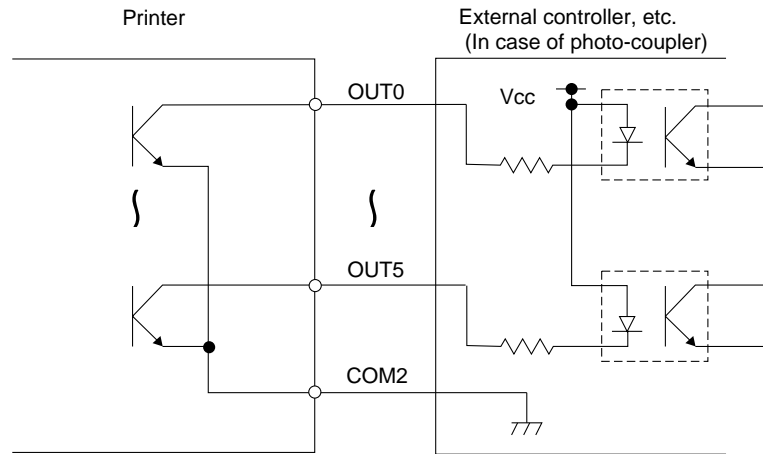 Printer
External controller, etc.
(In case of photo-coupler)
OUT0
Vcc
OUT5
COM2